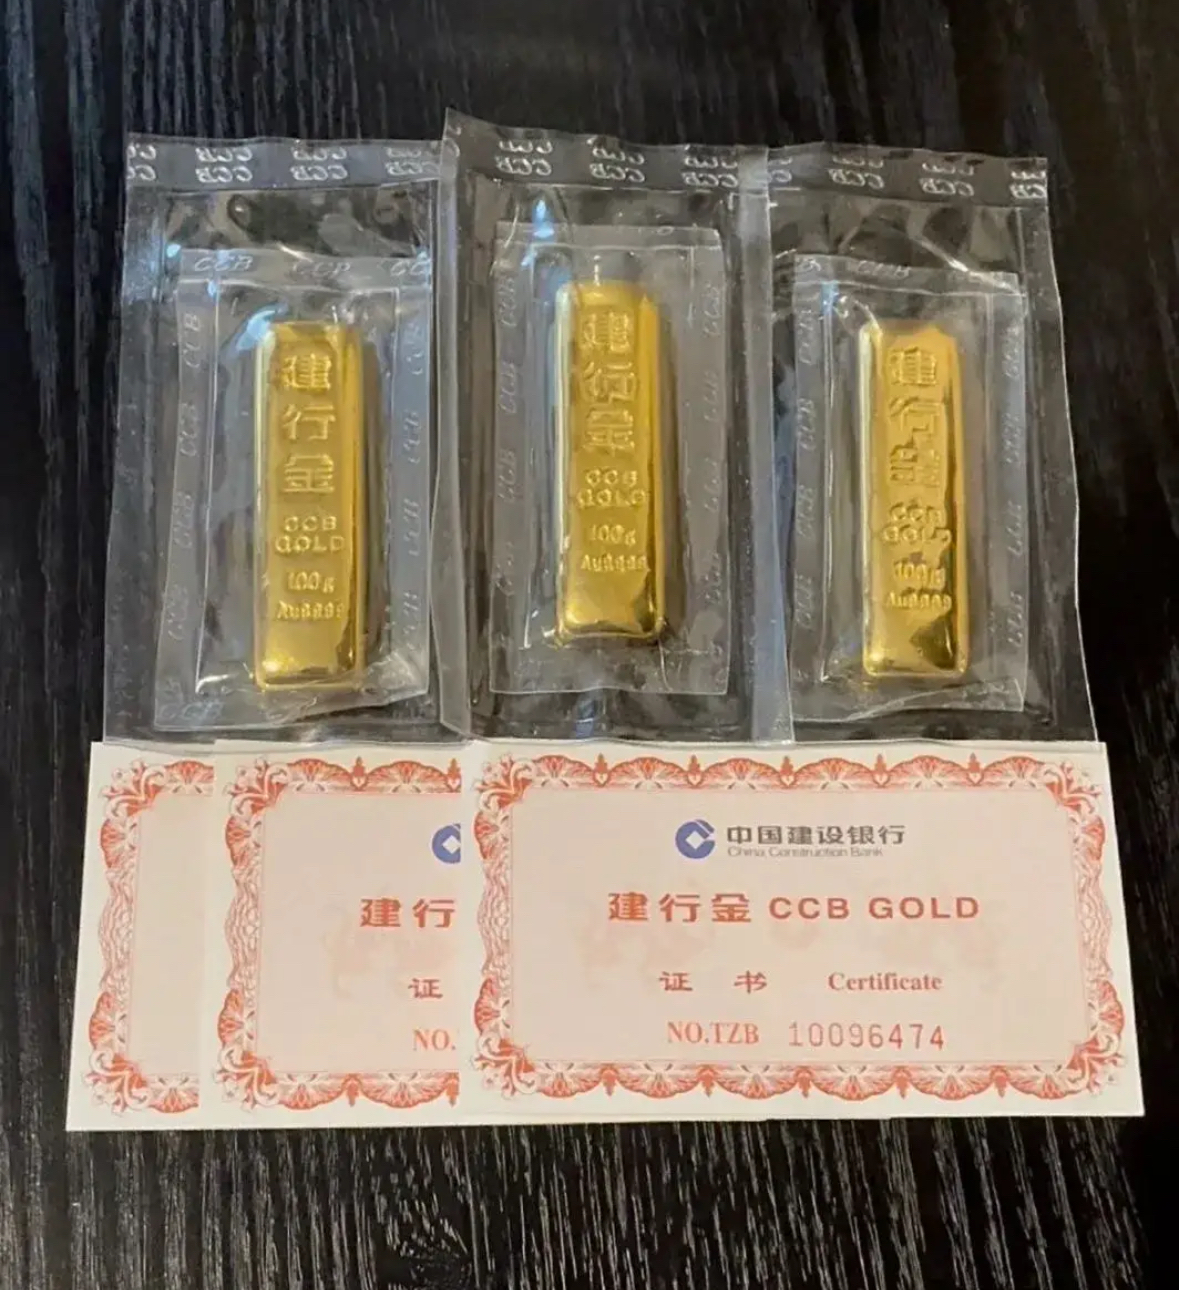 建
行
金
CCB
GOLD
100g
Au9999
建
行
金
CCB
GOLD
100g
Au9999
建
行
CCB
GOLD
100g
Au9999
建行
证
NO.
中国建设银行
China Construction Bank
建行金 CCB GOLD
证书 Certificate
NO.TZB 10096474